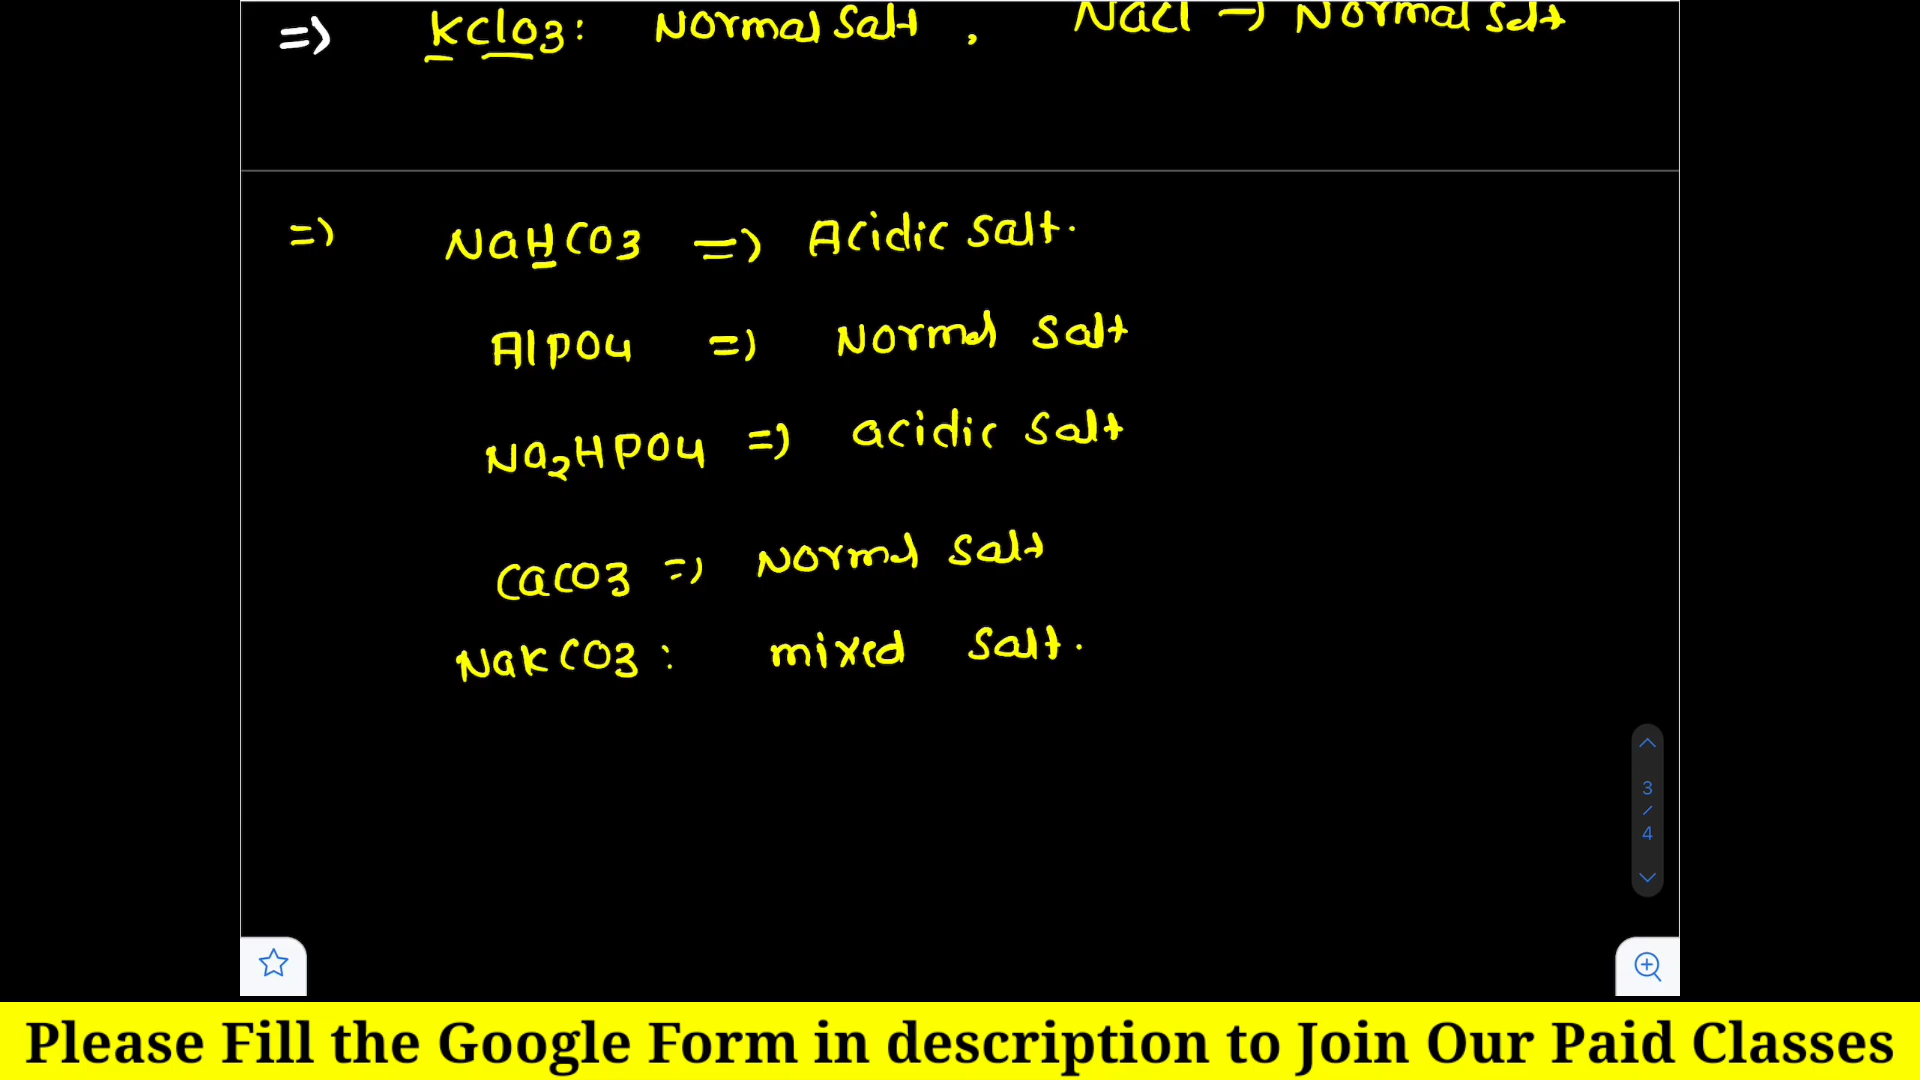 => KClO3: Normal Salt , NaCl → Normal Salt
=> NaHCO3 => Acidic Salt.
AlPO4 => Normal Salt
Na2HPO4 => acidic Salt
CaCO3 => Normal Salt
NaKCO3: mixed Salt.
3
/
4
Please Fill the Google Form in description to Join Our Paid Classes